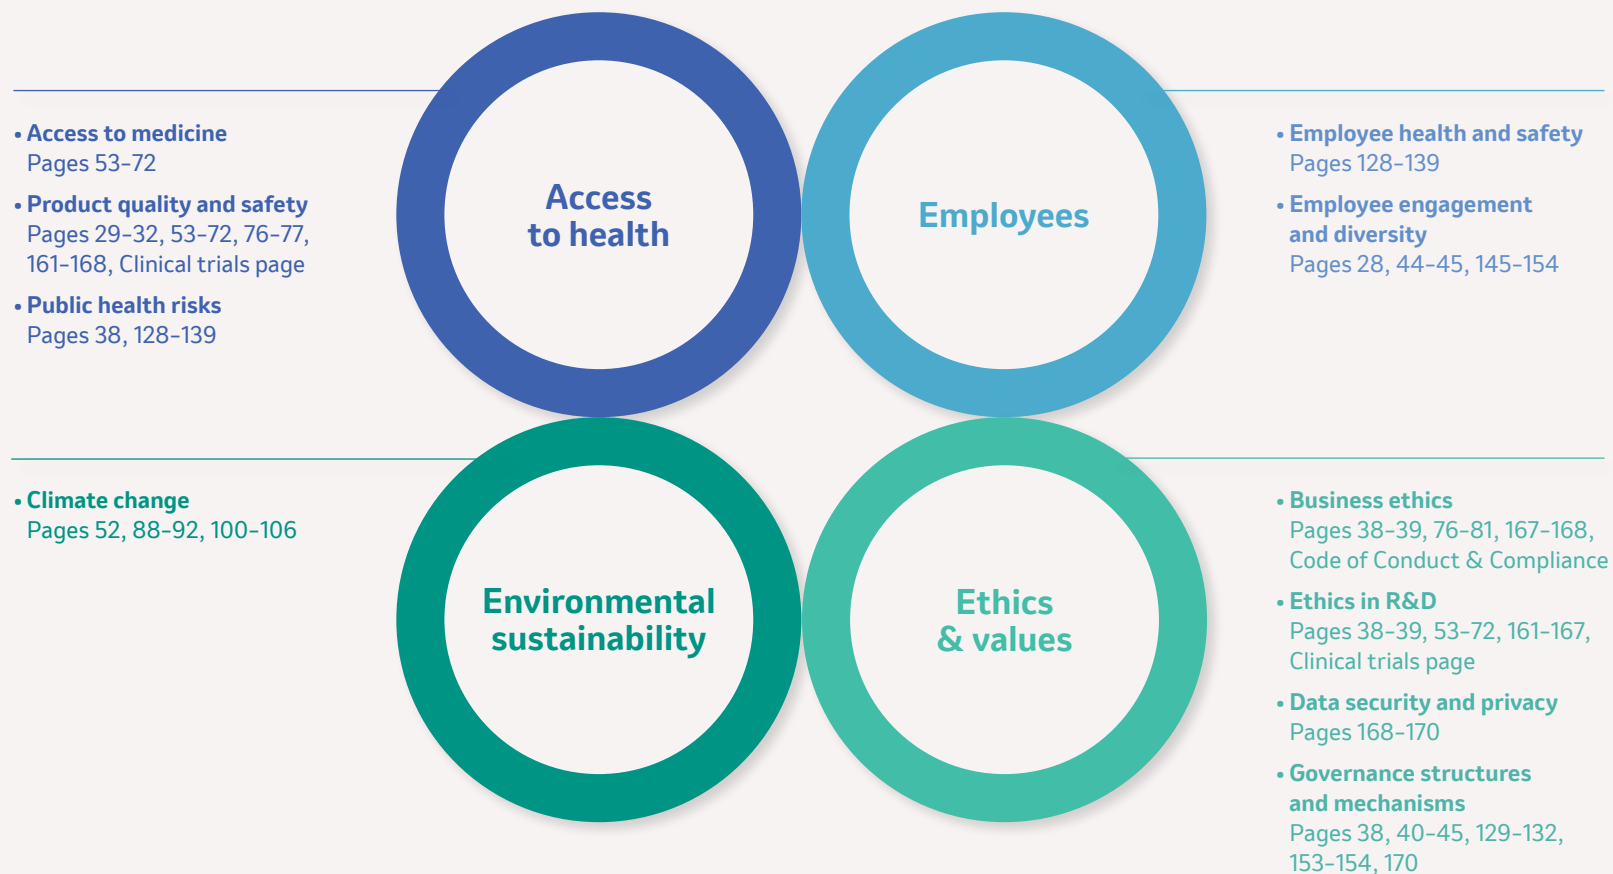 Access
to health
• Access to medicine
Pages 53–72
• Product quality and safety
Pages 29–32, 53–72, 76–77,
161–168, Clinical trials page
• Public health risks
Pages 38, 128–139
Employees
• Employee health and safety
Pages 128–139
• Employee engagement
and diversity
Pages 28, 44–45, 145–154
Environmental
sustainability
• Climate change
Pages 52, 88–92, 100–106
Ethics
& values
• Business ethics
Pages 38–39, 76–81, 167–168,
Code of Conduct & Compliance
• Ethics in R&D
Pages 38–39, 53–72, 161–167,
Clinical trials page
• Data security and privacy
Pages 168–170
• Governance structures
and mechanisms
Pages 38, 40–45, 129–132,
153–154, 170